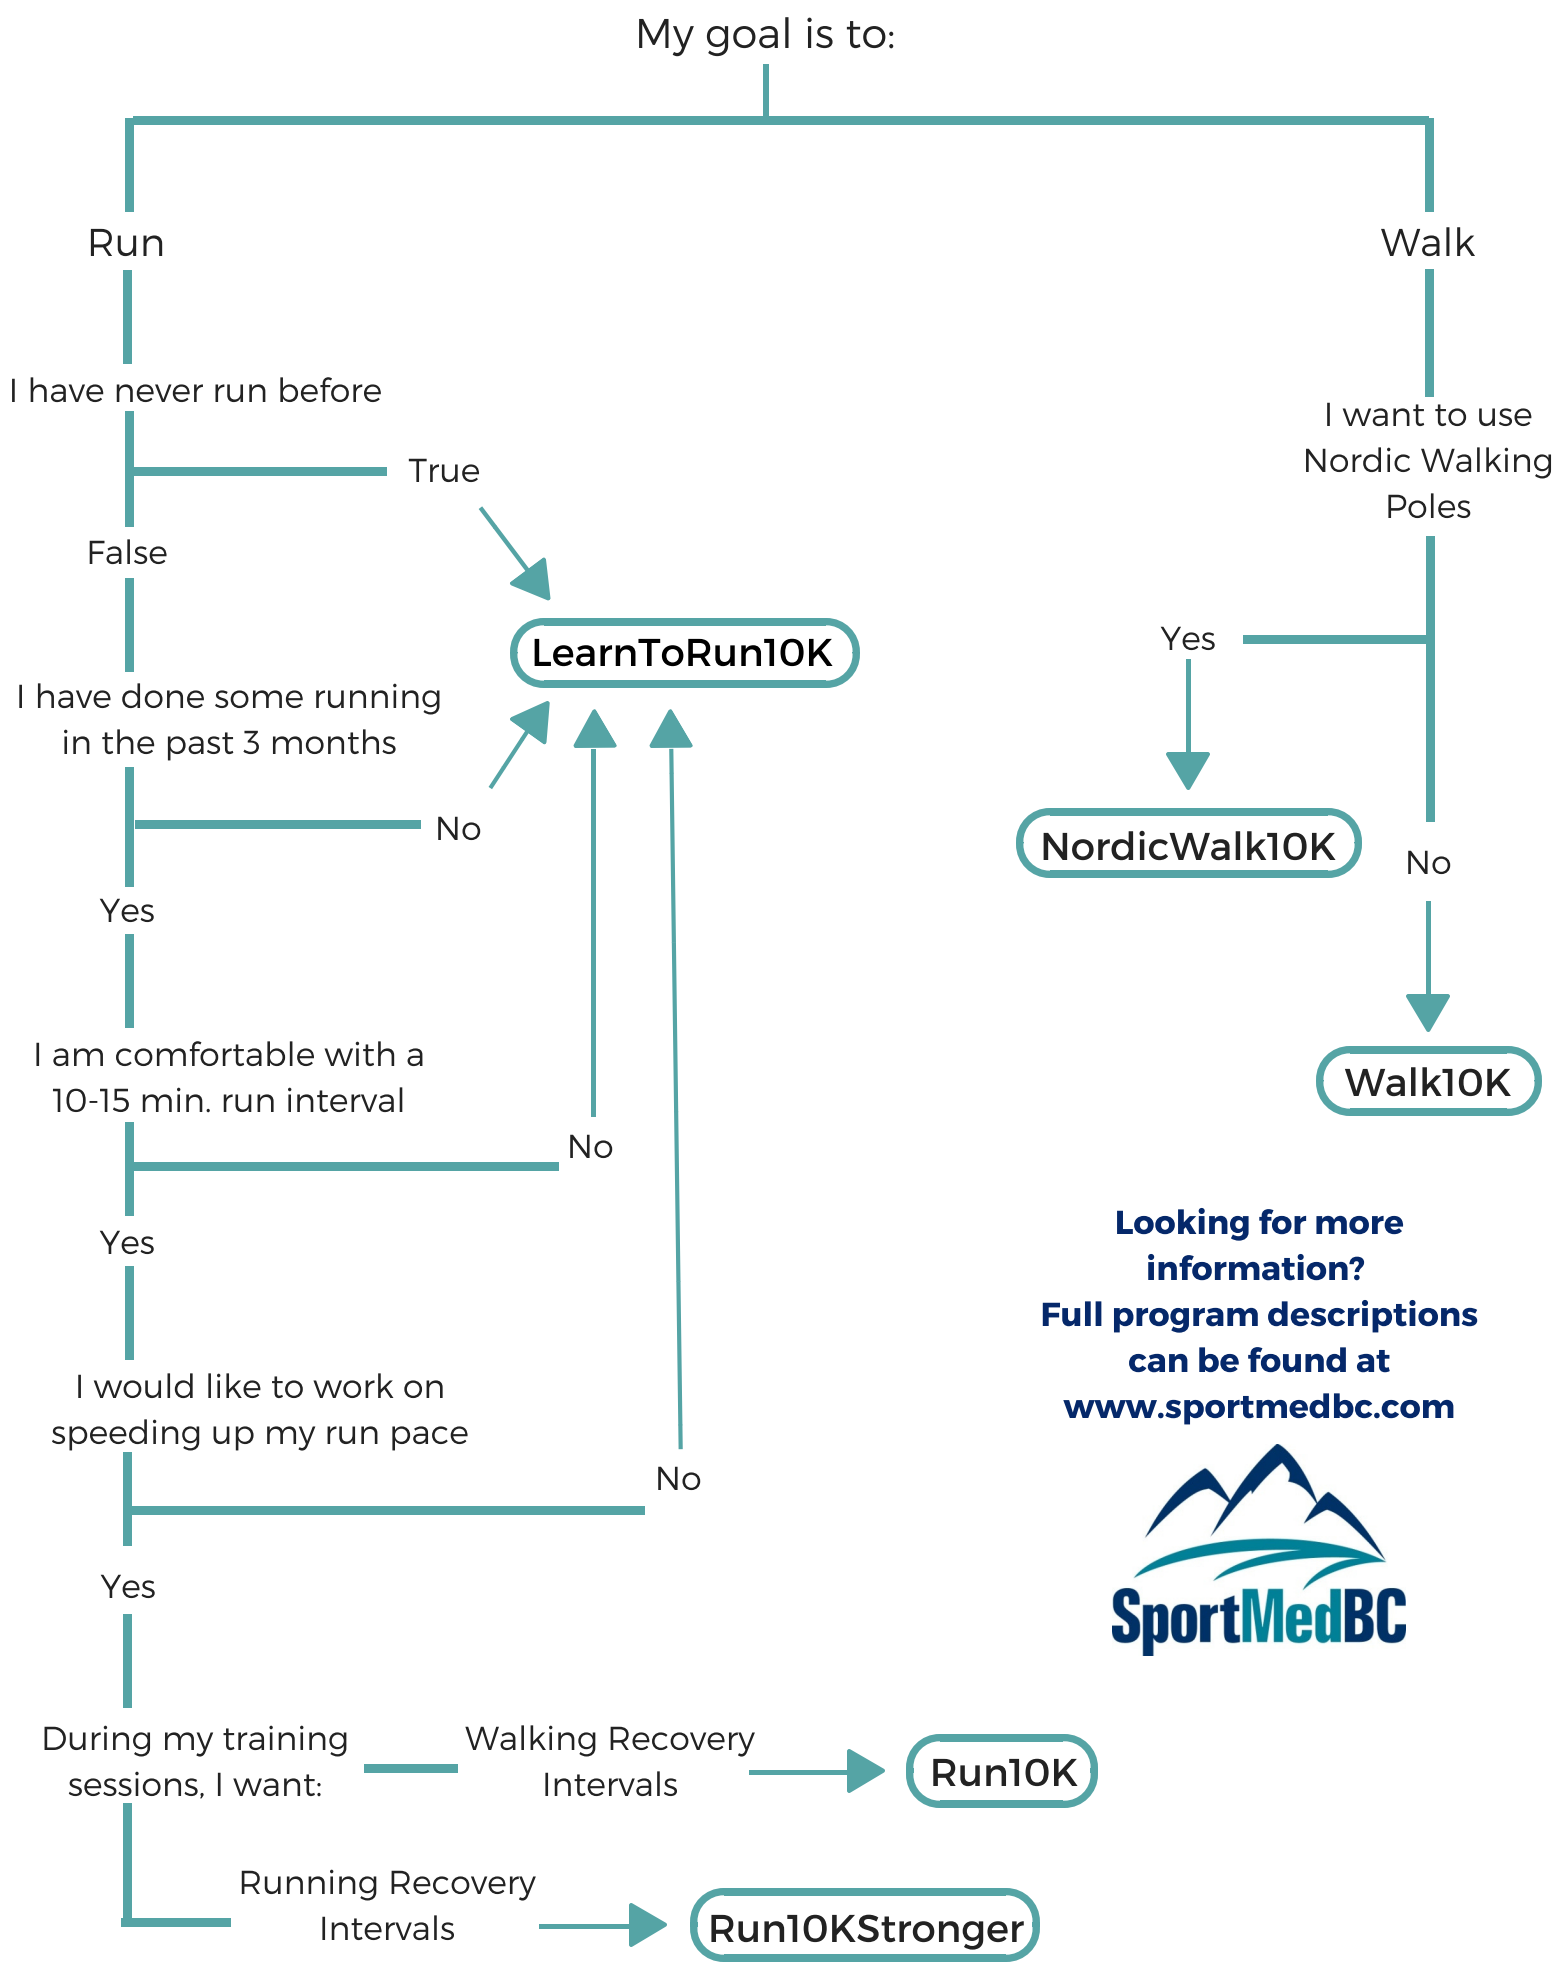 My goal is to:
Run
Walk
I have never run before
I want to use
Nordic Walking
Poles
True
False
LearnToRun10K
Yes
I have done some running
in the past 3 months
No
NordicWalk10K
No
Yes
I am comfortable with a
10-15 min. run interval
Walk10K
No
Yes
Looking for more
information?
Full program descriptions
can be found at
www.sportmedbc.com
I would like to work on
speeding up my run pace
No
Yes
SportMedBC
During my training
sessions, I want:
Walking Recovery
Intervals
Run10K
Running Recovery
Intervals
Run10KStronger